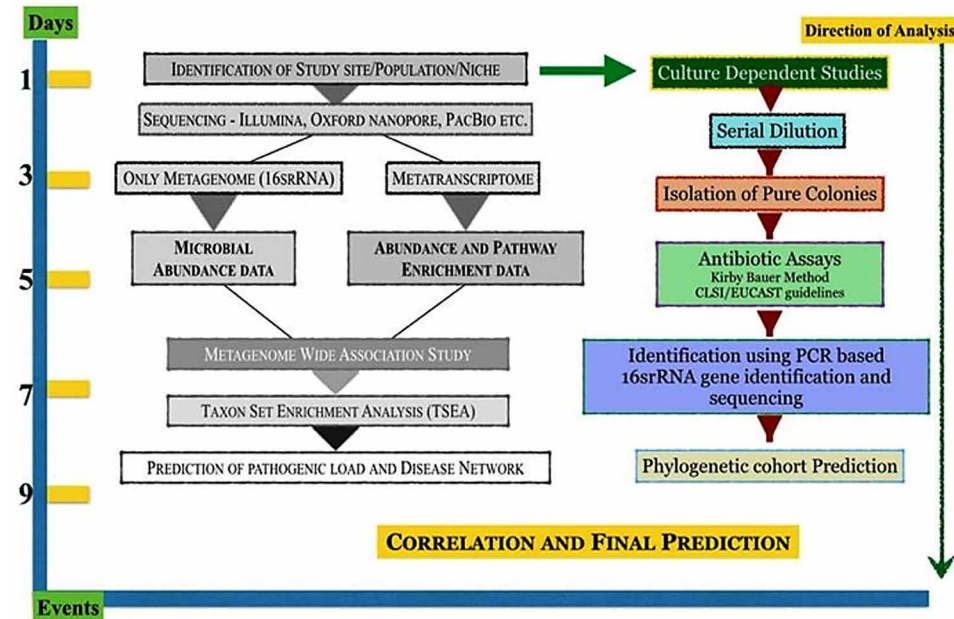 Days
Direction of Analysis
1
IDENTIFICATION OF STUDY SITE/POPULATION/NICHE
Culture Dependent Studies
SEQUENCING - ILLUMINA, OXFORD NANOPORE, PACBIO ETC.
Serial Dilution
3
ONLY METAGENOME (16SRRNA)
METATRANSCRIPTOME
Isolation of Pure Colonies
MICROBIAL
ABUNDANCE DATA
ABUNDANCE AND PATHWAY
ENRICHMENT DATA
Antibiotic Assays
Kirby Bauer Method
CLSI/EUCAST guidelines
5
METAGENOME WIDE ASSOCIATION STUDY
Identification using PCR based
16srRNA gene identification and
sequencing
7
TAXON SET ENRICHMENT ANALYSIS (TSEA)
PREDICTION OF PATHOGENIC LOAD AND DISEASE NETWORK
Phylogenetic cohort Prediction
9
CORRELATION AND FINAL PREDICTION
Events